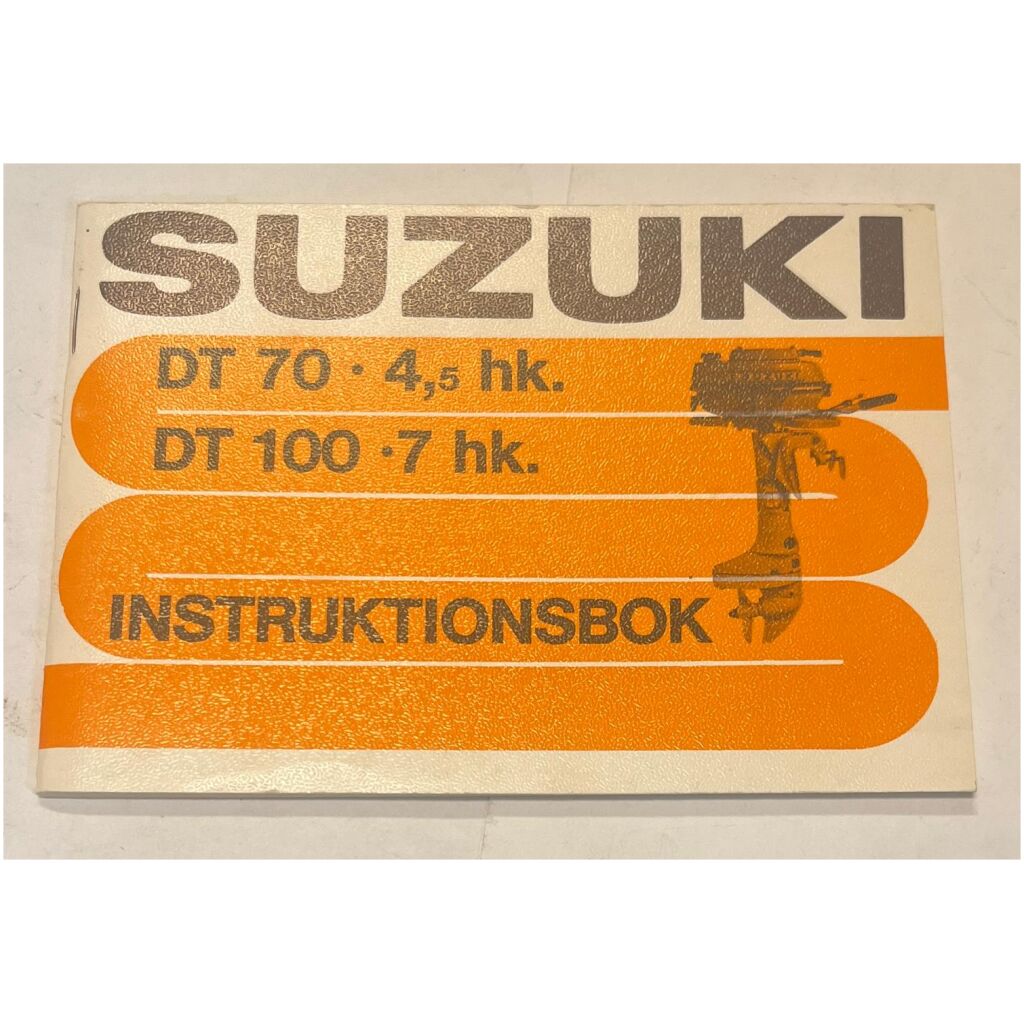 SUZUKI
DT 70 · 4,5 hk.
DT 100 · 7 hk.
INSTRUKTIONSBOK